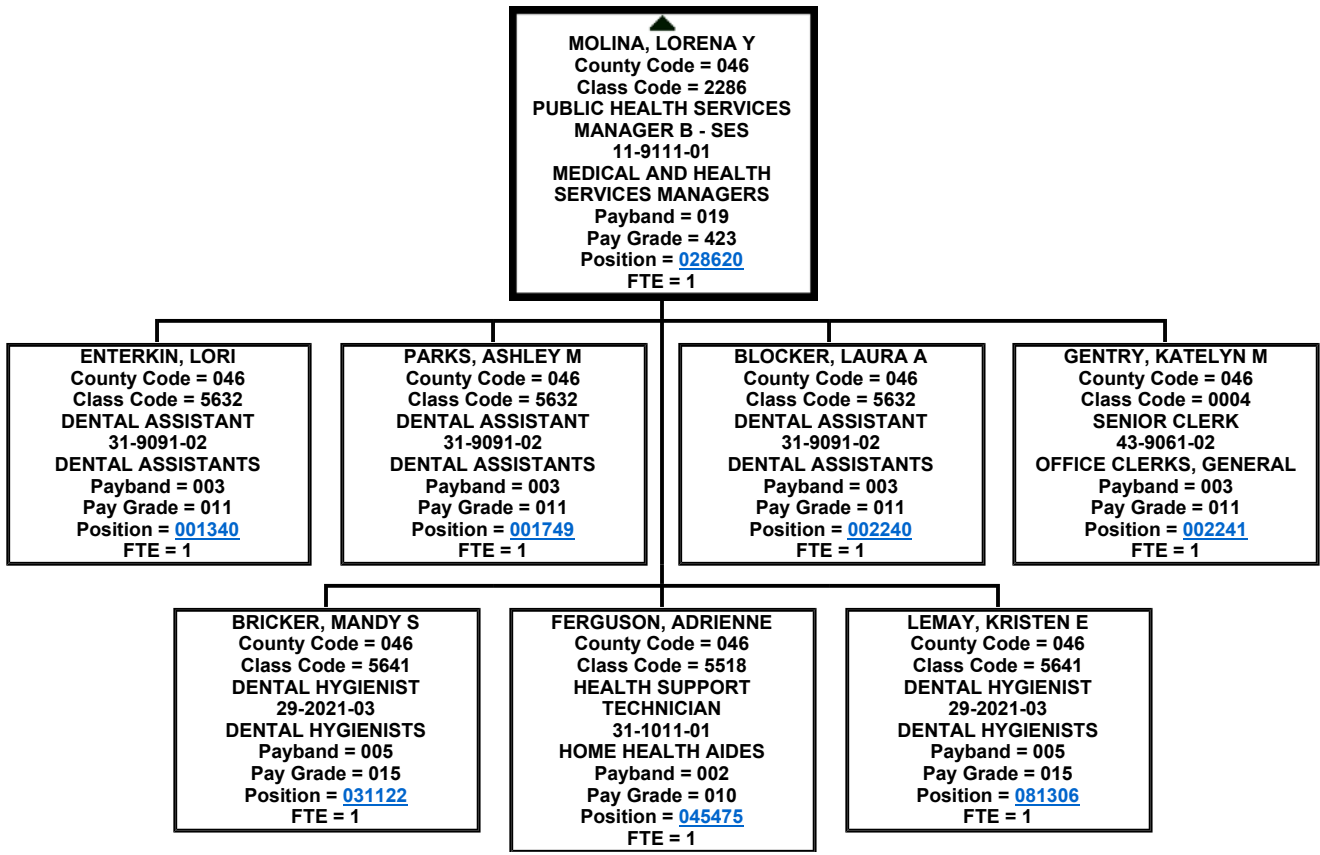 MOLINA, LORENA Y
County Code = 046
Class Code = 2286
PUBLIC HEALTH SERVICES
MANAGER B - SES
11-9111-01
MEDICAL AND HEALTH
SERVICES MANAGERS
Payband = 019
Pay Grade = 423
Position = 028620
FTE = 1
ENTERKIN, LORI
County Code = 046
Class Code = 5632
DENTAL ASSISTANT
31-9091-02
DENTAL ASSISTANTS
Payband = 003
Pay Grade = 011
Position = 001340
FTE = 1
PARKS, ASHLEY M
County Code = 046
Class Code = 5632
DENTAL ASSISTANT
31-9091-02
DENTAL ASSISTANTS
Payband = 003
Pay Grade = 011
Position = 001749
FTE = 1
BLOCKER, LAURA A
County Code = 046
Class Code = 5632
DENTAL ASSISTANT
31-9091-02
DENTAL ASSISTANTS
Payband = 003
Pay Grade = 011
Position = 002240
FTE = 1
GENTRY, KATELYN M
County Code = 046
Class Code = 0004
SENIOR CLERK
43-9061-02
OFFICE CLERKS, GENERAL
Payband = 003
Pay Grade = 011
Position = 002241
FTE = 1
BRICKER, MANDY S
County Code = 046
Class Code = 5641
DENTAL HYGIENIST
29-2021-03
DENTAL HYGIENISTS
Payband = 005
Pay Grade = 015
Position = 031122
FTE = 1
FERGUSON, ADRIENNE
County Code = 046
Class Code = 5518
HEALTH SUPPORT
TECHNICIAN
31-1011-01
HOME HEALTH AIDES
Payband = 002
Pay Grade = 010
Position = 045475
FTE = 1
LEMAY, KRISTEN E
County Code = 046
Class Code = 5641
DENTAL HYGIENIST
29-2021-03
DENTAL HYGIENISTS
Payband = 005
Pay Grade = 015
Position = 081306
FTE = 1